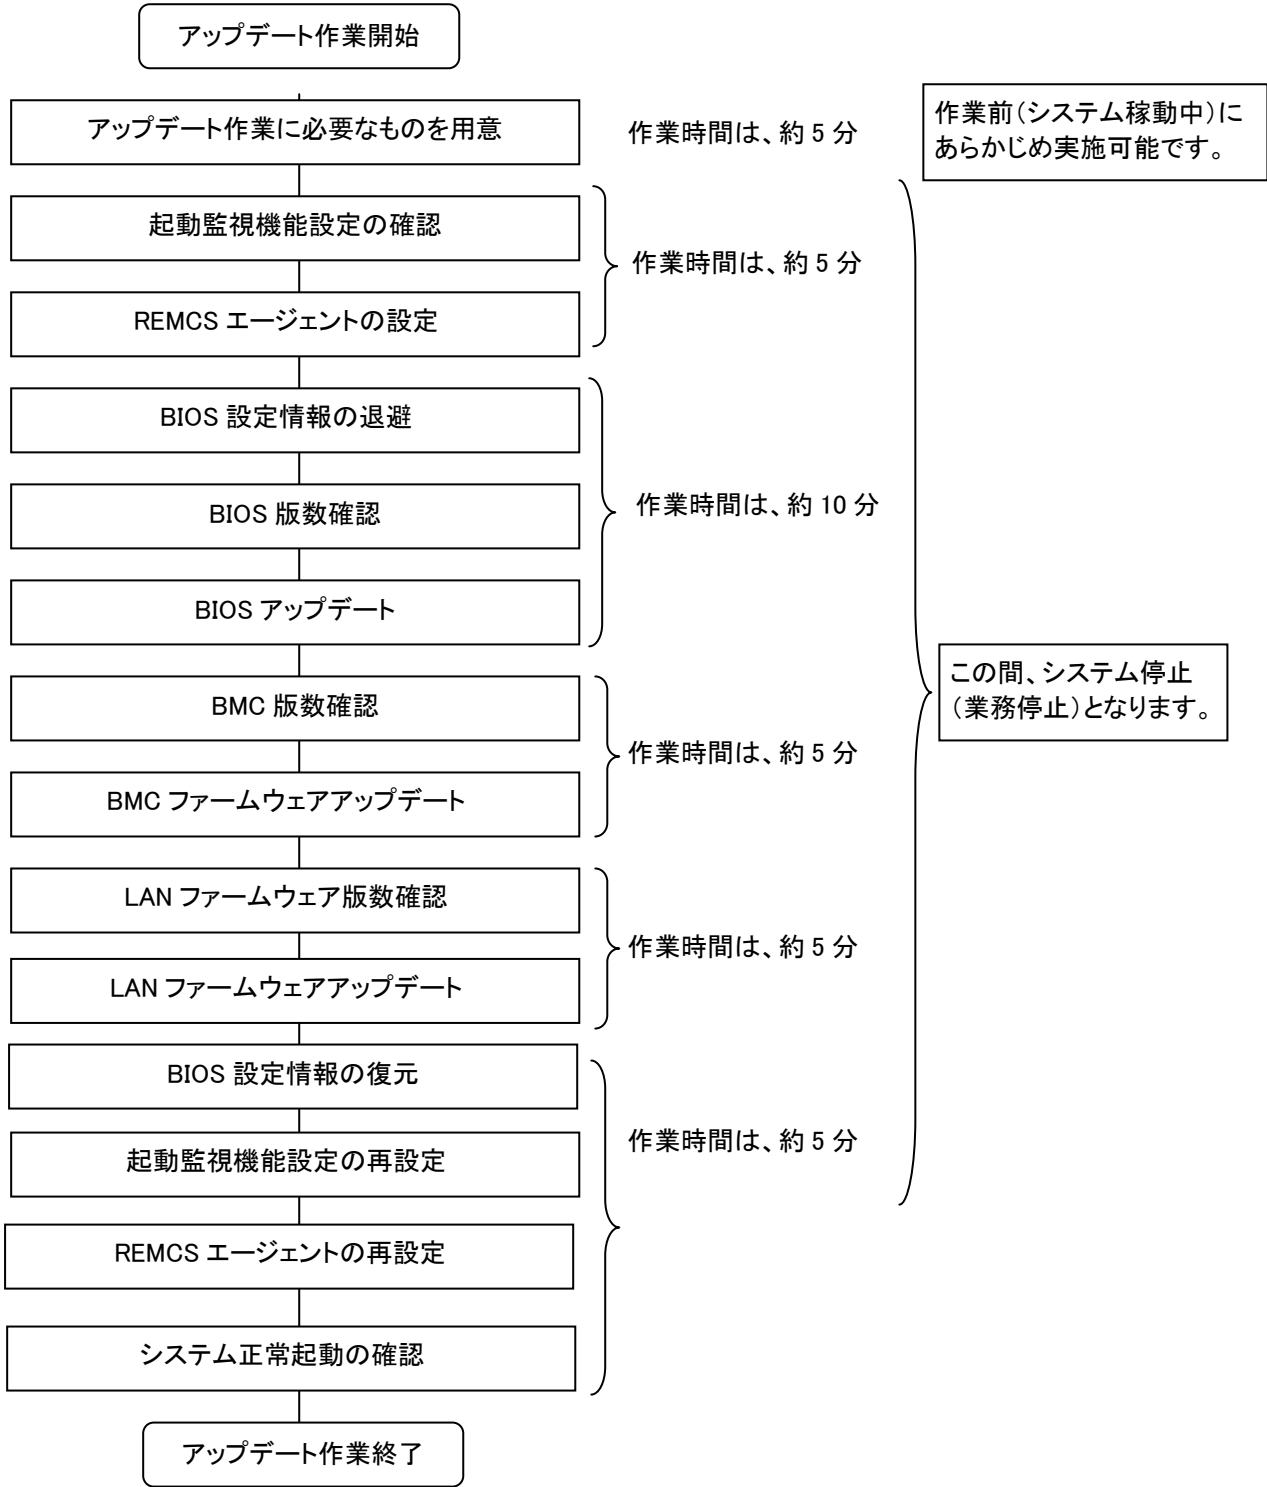 アップデート作業開始
アップデート作業に必要なものを用意
作業時間は、約 5 分
作業前(システム稼動中)に
あらかじめ実施可能です。
起動監視機能設定の確認
作業時間は、約 5 分
REMCS エージェントの設定
BIOS 設定情報の退避
BIOS 版数確認
作業時間は、約 10 分
BIOS アップデート
この間、システム停止
(業務停止)となります。
BMC 版数確認
作業時間は、約 5 分
BMC ファームウェアアップデート
LAN ファームウェア版数確認
作業時間は、約 5 分
LAN ファームウェアアップデート
BIOS 設定情報の復元
作業時間は、約 5 分
起動監視機能設定の再設定
REMCS エージェントの再設定
システム正常起動の確認
アップデート作業終了